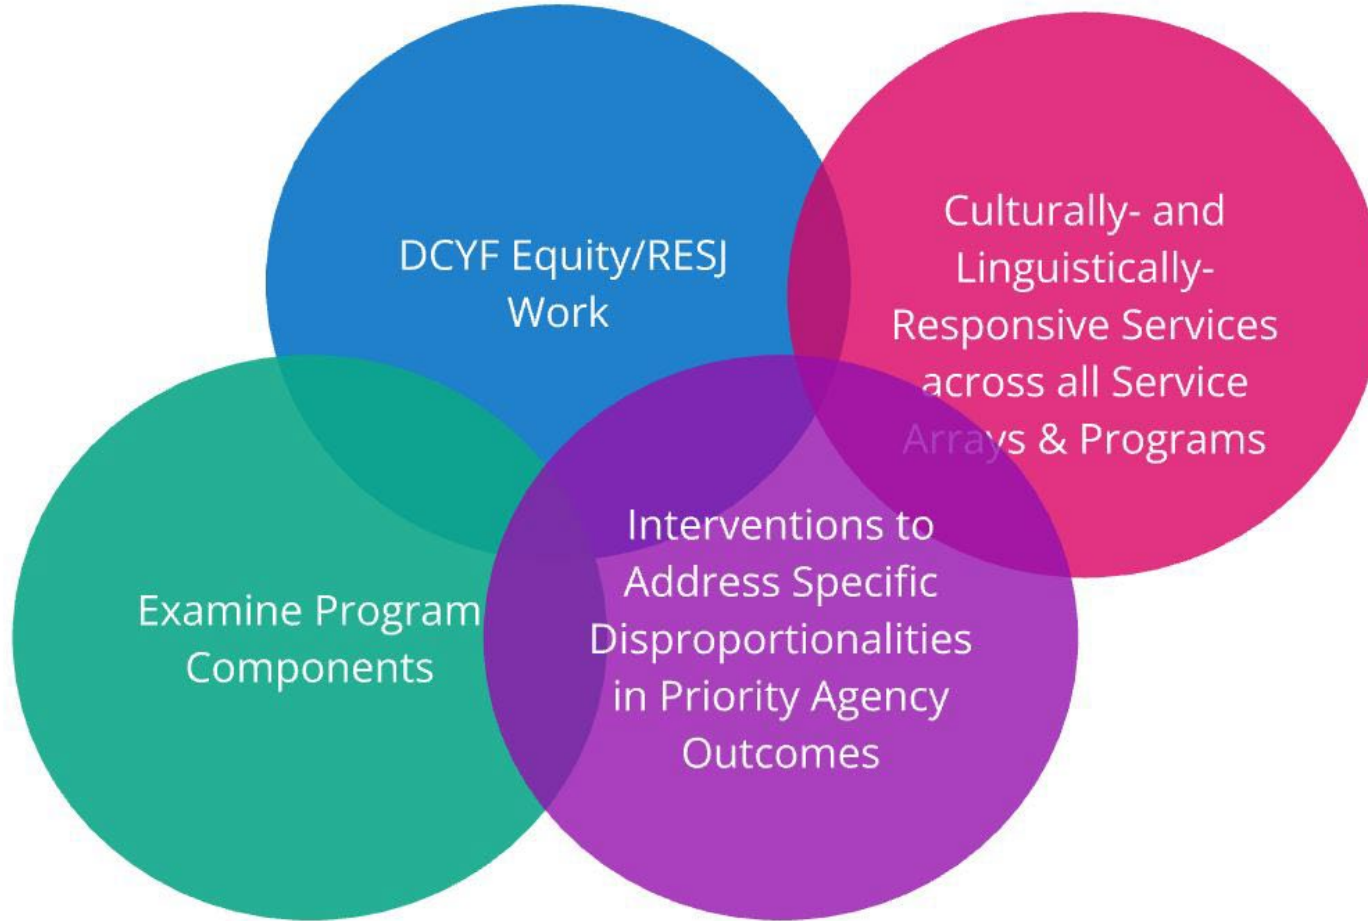 DCYF Equity/RESJ
Work
Culturally- and
Linguistically-
Responsive Services
across all Service
Arrays & Programs
Examine Program
Components
Interventions to
Address Specific
Disproportionalities
in Priority Agency
Outcomes